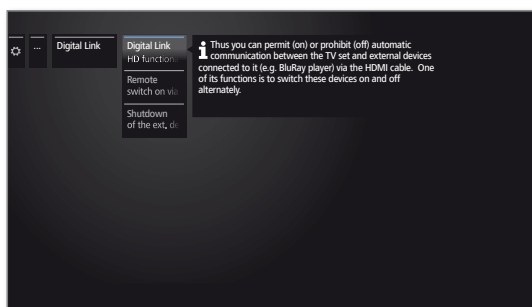 ...
Digital Link
Digital Link
HD function
Remote
switch on via
Shutdown
of the ext. de
Thus you can permit (on) or prohibit (off) automatic
communication between the TV set and external devices
connected to it (e.g. BluRay player) via the HDMI cable. One
of its functions is to switch these devices on and off
alternately.